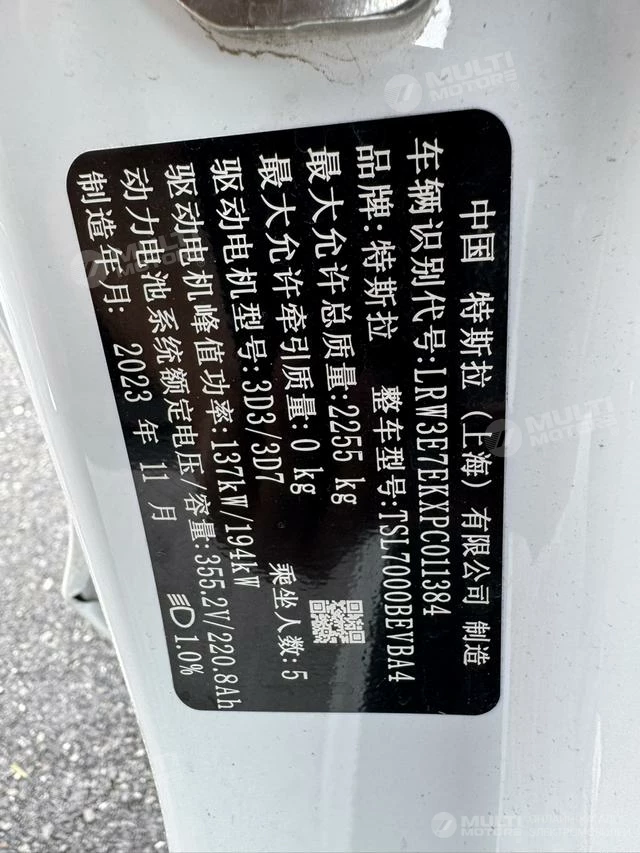 中国 特斯拉（上海）有限公司 制造
车辆识别代号:LRW3E7EKXPC011384
品牌:特斯拉 整车型号:TSL7000BEVBA4
最大允许总质量:2255 kg
最大允许牵引质量:0 kg 乘坐人数:5
驱动电机型号:3D3/3D7
驱动电机峰值功率:137kW/194kW
动力电池系统额定电压/容量:355.2V/220.8Ah
制造年月: 2023 年 11 月 1.0%
MULTI
MOTORS
MULTI
MOTORS
MULTI
MOTORS
MULTI
MOTORS